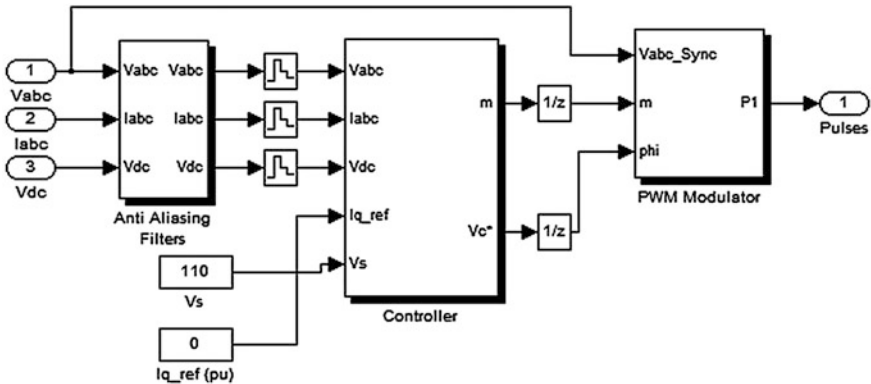 1
Vabc
2
Iabc
3
Vdc
Vabc
Iabc
Vdc
Vabc
Iabc
Vdc
Anti Aliasing
Filters
110
Vs
0
Iq_ref (pu)
Vabc
Iabc
Vdc
Iq_ref
Vs
m
Vc*
Controller
1/z
1/z
Vabc_Sync
m
phi
P1
PWM Modulator
1
Pulses